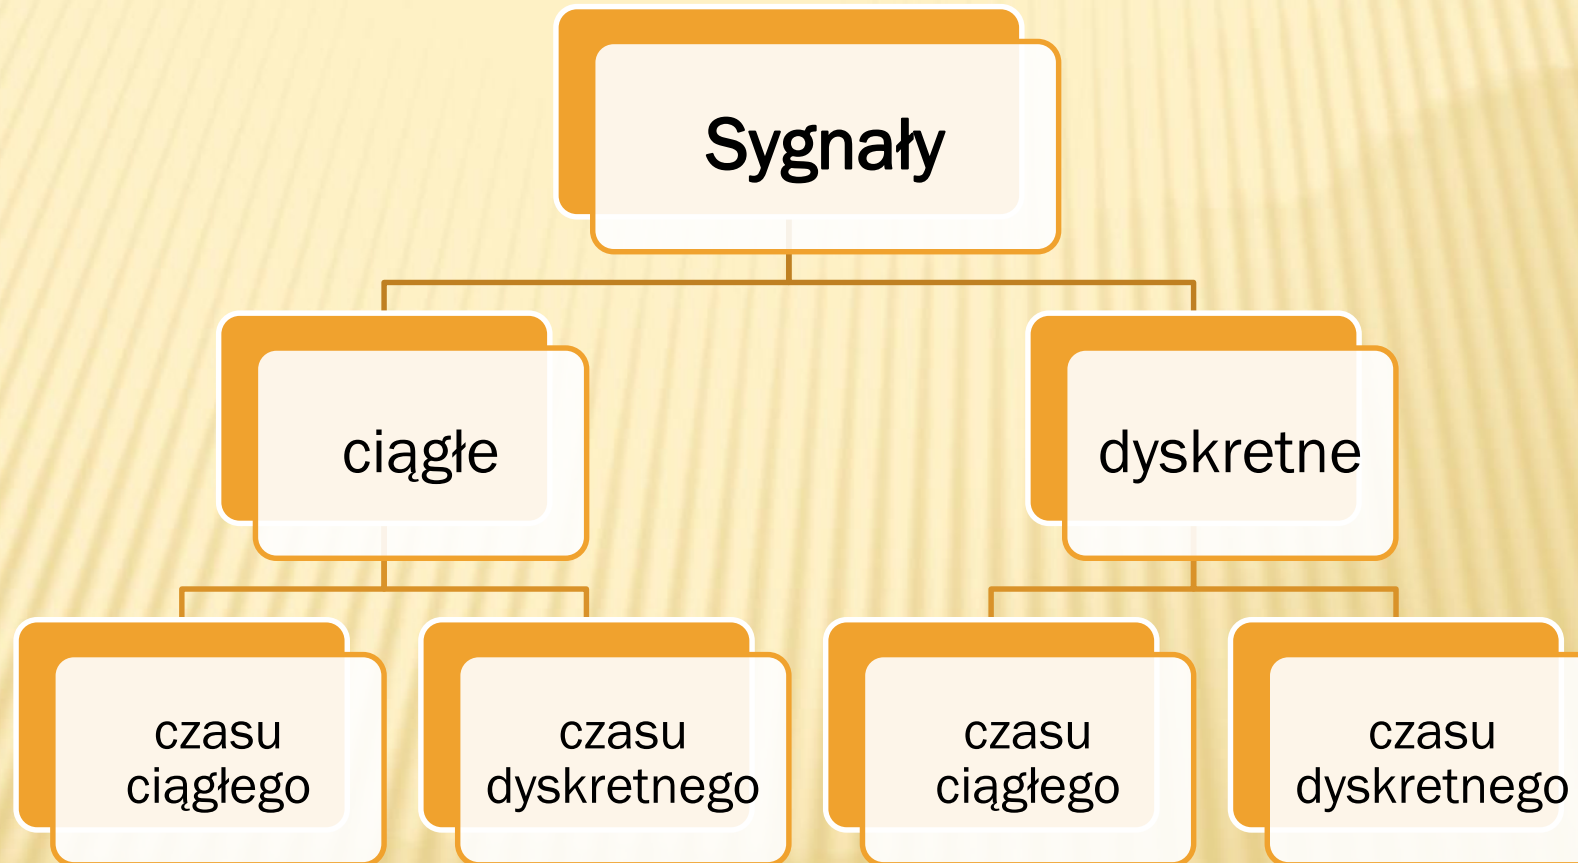 Sygnały
ciągłe
dyskretne
czasu
ciągłego
czasu
dyskretnego
czasu
ciągłego
czasu
dyskretnego